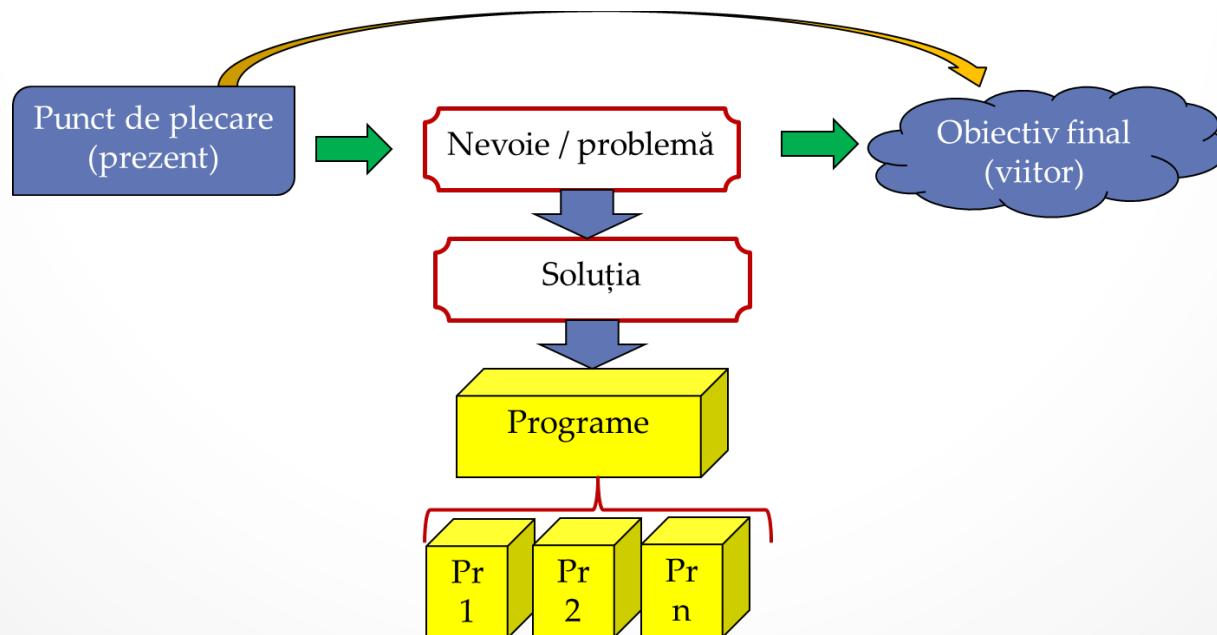 Punct de plecare
(prezent)
Nevoie / problemă
Obiectiv final
(viitor)
Soluția
Programe
Pr
1
Pr
2
Pr
n